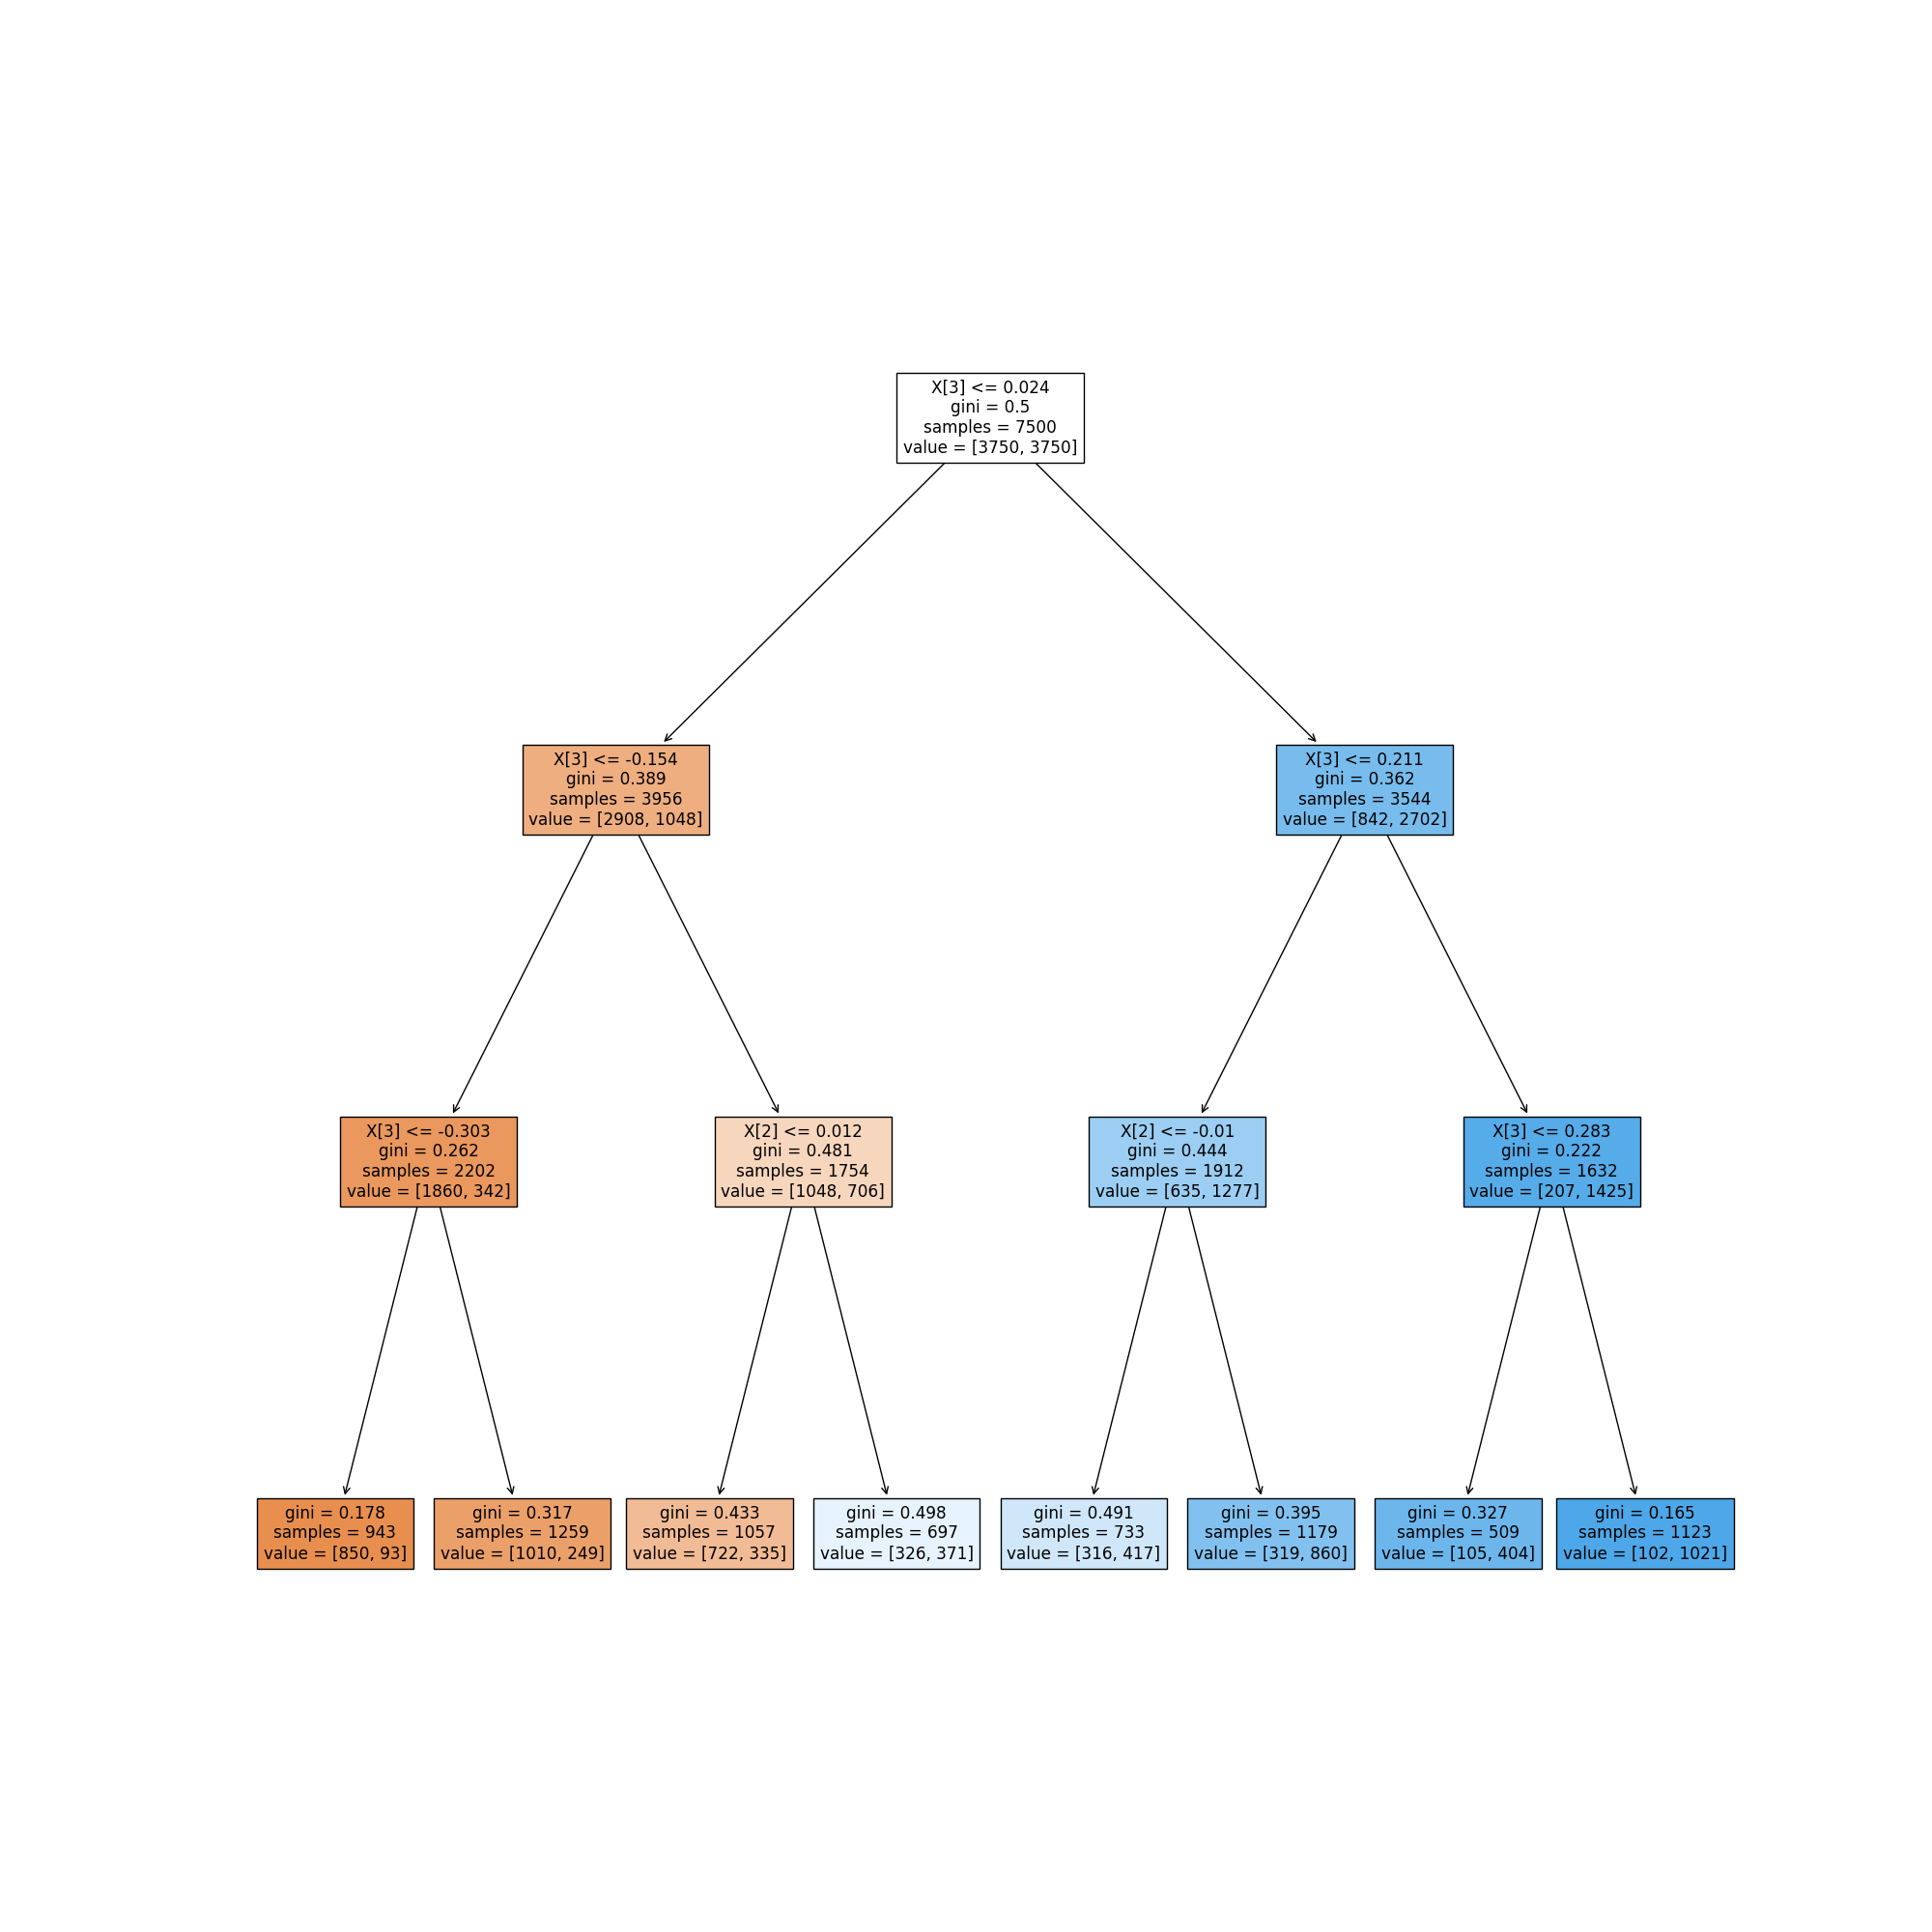 X[3] <= 0.024
gini = 0.5
samples = 7500
value = [3750, 3750]
X[3] <= -0.154
gini = 0.389
samples = 3956
value = [2908, 1048]
X[3] <= 0.211
gini = 0.362
samples = 3544
value = [842, 2702]
X[3] <= -0.303
gini = 0.262
samples = 2202
value = [1860, 342]
X[2] <= 0.012
gini = 0.481
samples = 1754
value = [1048, 706]
X[2] <= -0.01
gini = 0.444
samples = 1912
value = [635, 1277]
X[3] <= 0.283
gini = 0.222
samples = 1632
value = [207, 1425]
gini = 0.178
samples = 943
value = [850, 93]
gini = 0.317
samples = 1259
value = [1010, 249]
gini = 0.433
samples = 1057
value = [722, 335]
gini = 0.498
samples = 697
value = [326, 371]
gini = 0.491
samples = 733
value = [316, 417]
gini = 0.395
samples = 1179
value = [319, 860]
gini = 0.327
samples = 509
value = [105, 404]
gini = 0.165
samples = 1123
value = [102, 1021]